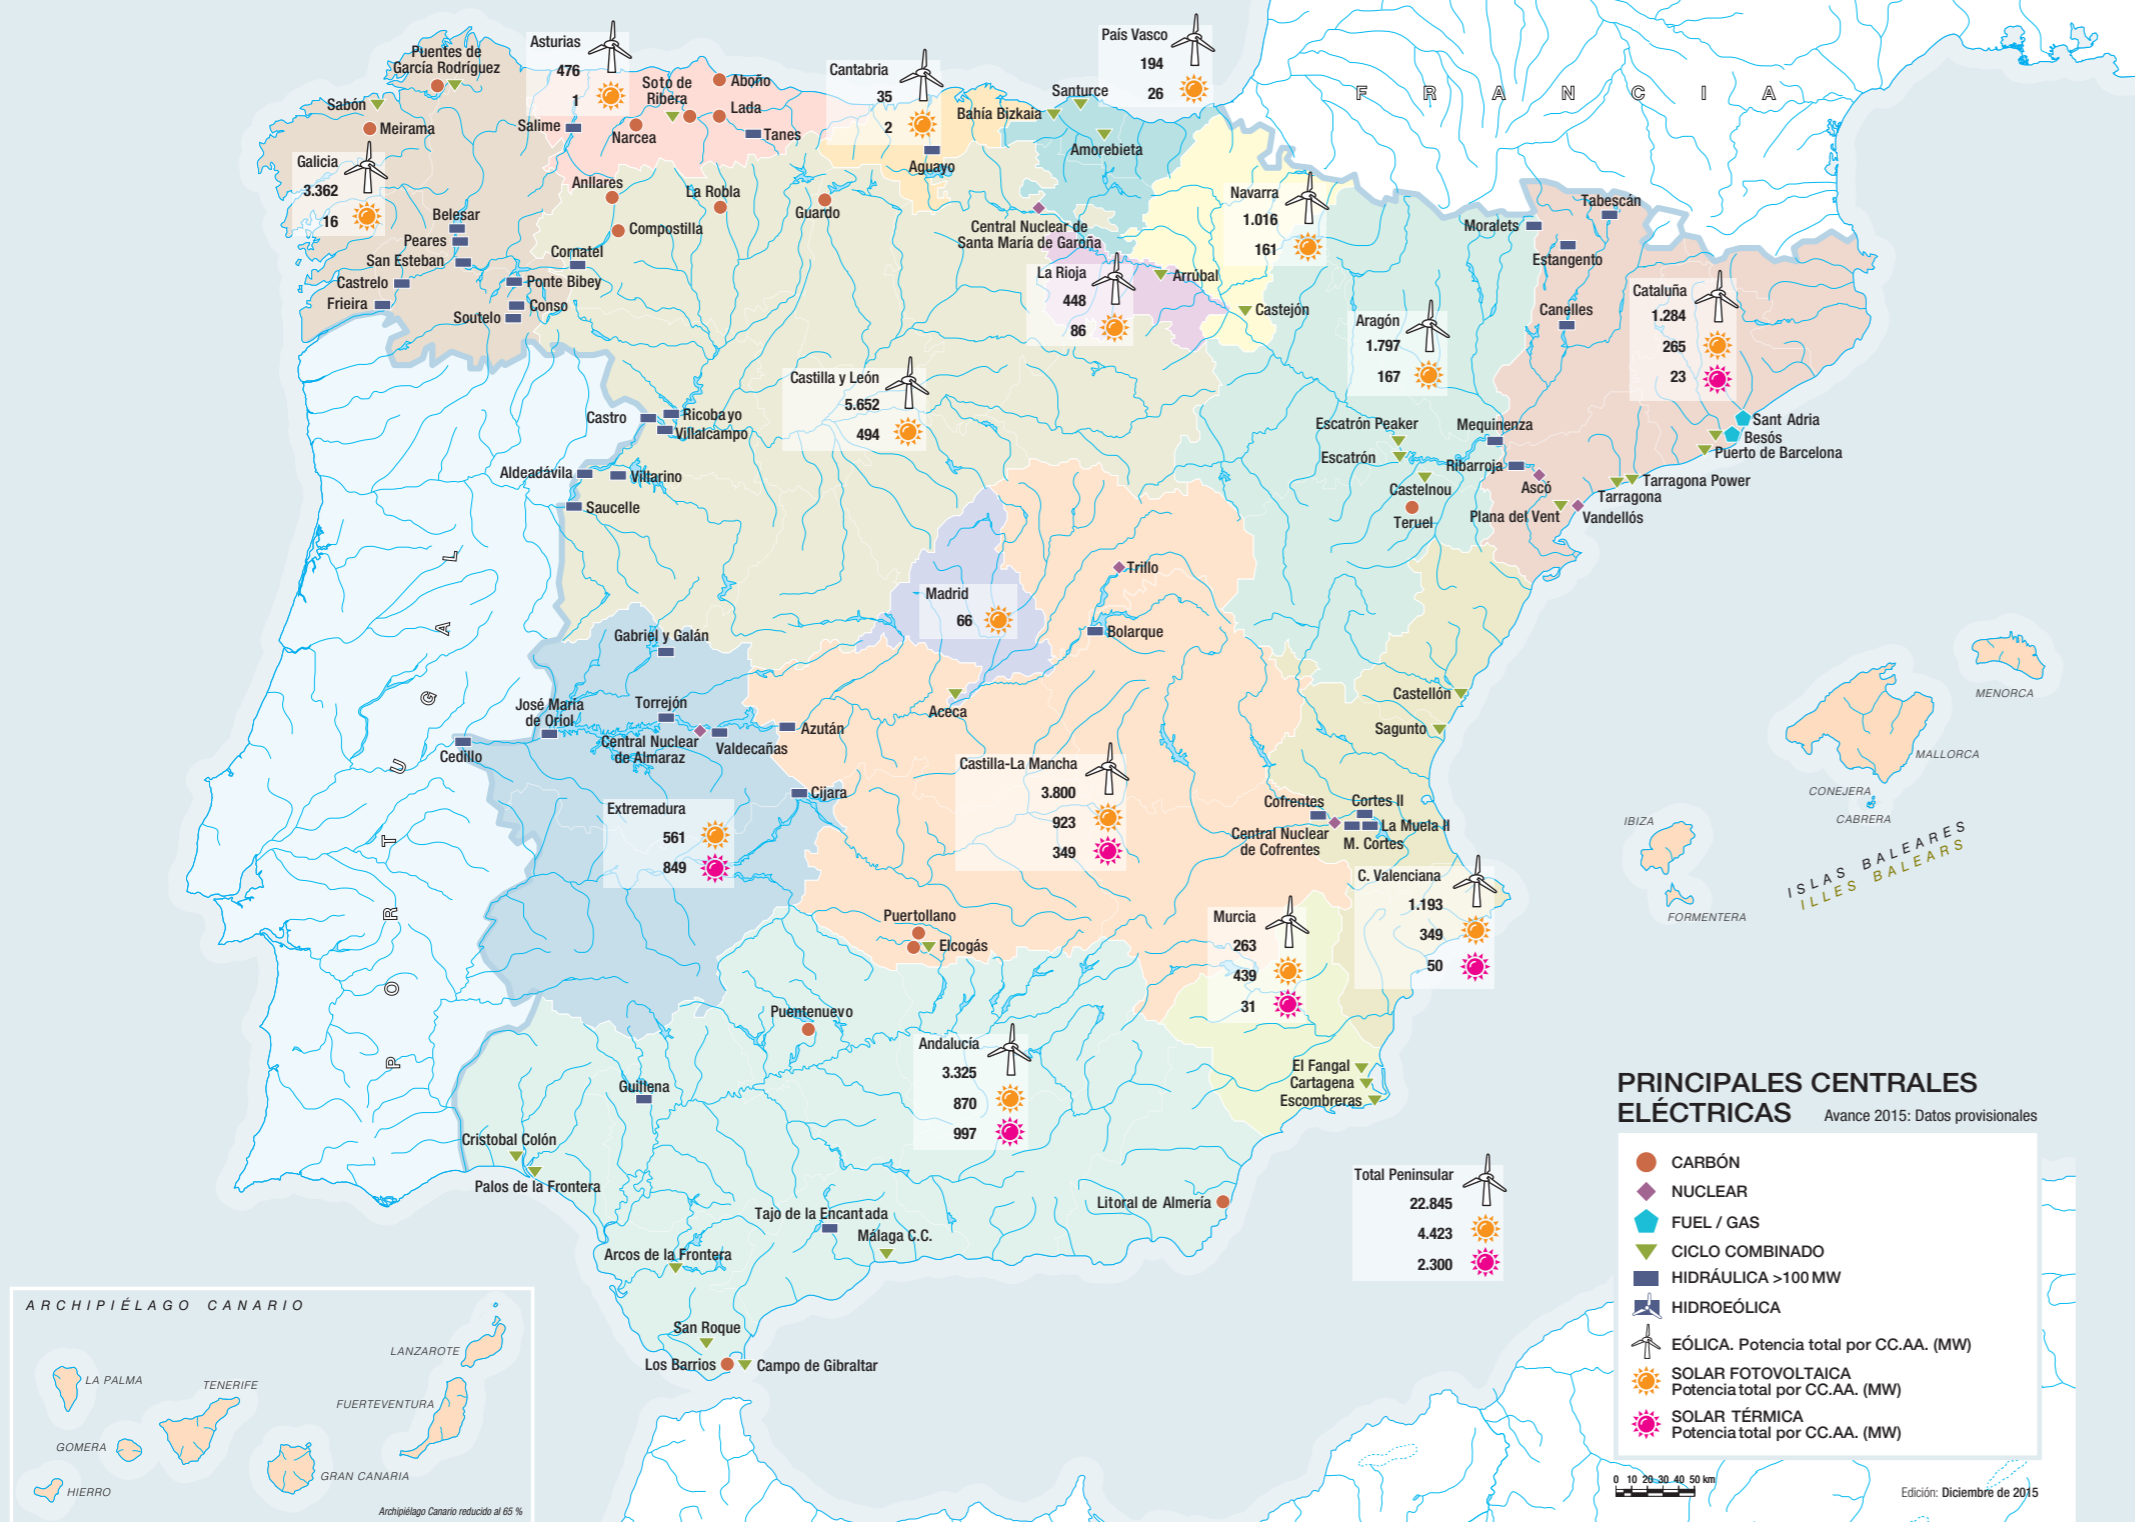 Puentes de
García Rodríguez
Sabón
Meirama
Galicia
3.362
16
Belesar
Peares
San Esteban
Castrelo
Frieira
Soutelo
Conso
Ponte Bibey
Cornatel
Asturias
476
1
Salime
Soto de
Ribera
Narcea
Aboño
Lada
Tanes
Cantabria
35
2
Aguayo
País Vasco
194
26
Santurce
Bahía Bizkaia
Amorebieta
FRANCIA
Anllares
La Robla
Guardo
Compostilla
Central Nuclear de
Santa María de Garoña
Navarra
1.016
161
La Rioja
448
86
Arrúbal
Castejón
Aragón
1.797
167
Moralets
Tabescán
Estangento
Canelles
Cataluña
1.284
265
23
Castilla y León
5.652
494
Castro
Ricobayo
Villalcampo
Aldeadávila
Villarino
Saucelle
Escatrón Peaker
Escatrón
Mequinenza
Ribarroja
Castelnou
Teruel
Ascó
Plana del Vent
Vandellós
Tarragona
Tarragona Power
Sant Adria
Besós
Puerto de Barcelona
Madrid
66
Trillo
Bolarque
Aceca
Gabriel y Galán
Torrejón
José María
de Oriol
Cedillo
Central Nuclear
de Almaraz
Valdecañas
Azután
Cijara
Extremadura
561
849
Castilla-La Mancha
3.800
923
349
Castellón
Sagunto
Cofrentes
Cortes II
La Muela II
M. Cortes
Central Nuclear
de Cofrentes
C. Valenciana
1.193
349
50
Murcia
263
439
31
Puertollano
Elcogás
PORTUGAL
MENORCA
MALLORCA
CONEJERA
CABRERA
IBIZA
FORMENTERA
ISLAS BALEARES
ILLES BALEARS
Puentenuevo
Andalucía
3.325
870
997
Guillena
El Fangal
Cartagena
Escombreras
Cristobal Colón
Palos de la Frontera
Litoral de Almería
Tajo de la Encantada
Málaga C.C.
Arcos de la Frontera
San Roque
Los Barrios
Campo de Gibraltar
Total Peninsular
22.845
4.423
2.300
PRINCIPALES CENTRALES
ELÉCTRICAS Avance 2015: Datos provisionales
CARBÓN
NUCLEAR
FUEL / GAS
CICLO COMBINADO
HIDRÁULICA >100 MW
HIDROEÓLICA
EÓLICA. Potencia total por CC.AA. (MW)
SOLAR FOTOVOLTAICA
Potencia total por CC.AA. (MW)
SOLAR TÉRMICA
Potencia total por CC.AA. (MW)
0 10 20 30 40 50 km
Edición: Diciembre de 2015
ARCHIPIÉLAGO CANARIO
LANZAROTE
LA PALMA
TENERIFE
FUERTEVENTURA
GOMERA
GRAN CANARIA
HIERRO
Archipiélago Canario reducido al 65 %